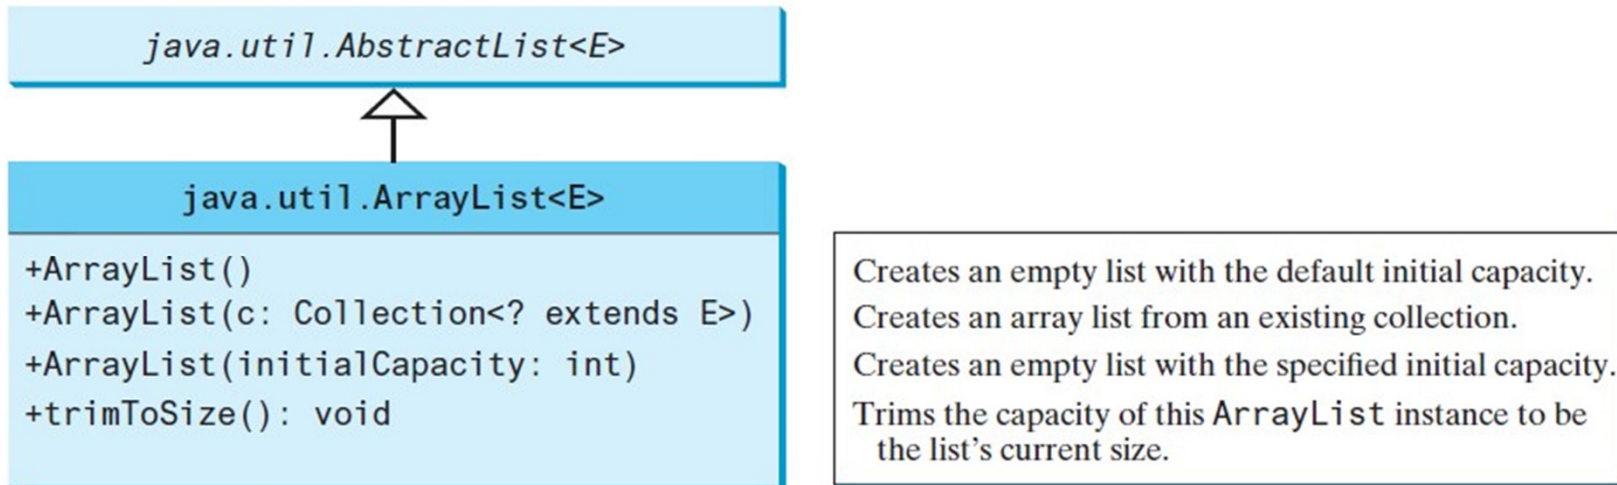 java.util.AbstractList<E>
java.util.ArrayList<E>
+ArrayList()
+ArrayList(c: Collection<? extends E>)
+ArrayList(initialCapacity: int)
+trimToSize(): void
Creates an empty list with the default initial capacity.
Creates an array list from an existing collection.
Creates an empty list with the specified initial capacity.
Trims the capacity of this ArrayList instance to be
the list’s current size.